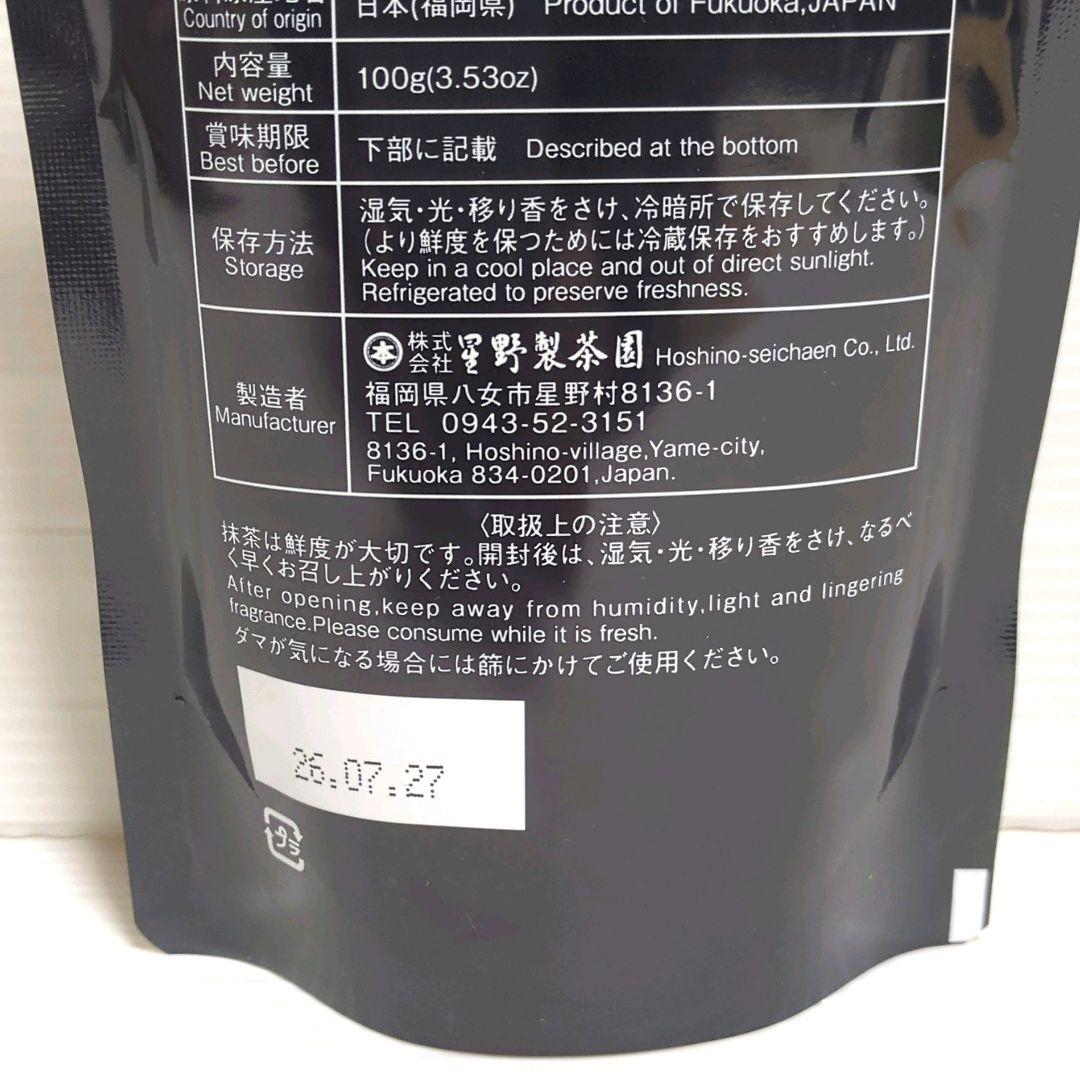 Country of origin
日本(福岡県) Product of Fukuoka,JAPAN
内容量
Net weight
100g(3.53oz)
賞味期限
Best before
下部に記載 Described at the bottom
保存方法
Storage
湿気・光・移り香をさけ、冷暗所で保存してください。
(より鮮度を保つためには冷蔵保存をおすすめします。)
Keep in a cool place and out of direct sunlight.
Refrigerated to preserve freshness.
製造者
Manufacturer
本 株式会社 星野製茶園 Hoshino-seichaen Co., Ltd.
福岡県八女市星野村8136-1
TEL 0943-52-3151
8136-1, Hoshino-village,Yame-city,
Fukuoka 834-0201,Japan.
〈取扱上の注意〉
抹茶は鮮度が大切です。開封後は、湿気・光・移り香をさけ、なるべ
く早くお召し上がりください。
After opening,keep away from humidity,light and lingering
fragrance.Please consume while it is fresh.
ダマが気になる場合には篩にかけてご使用ください。
26.07.27
プラ